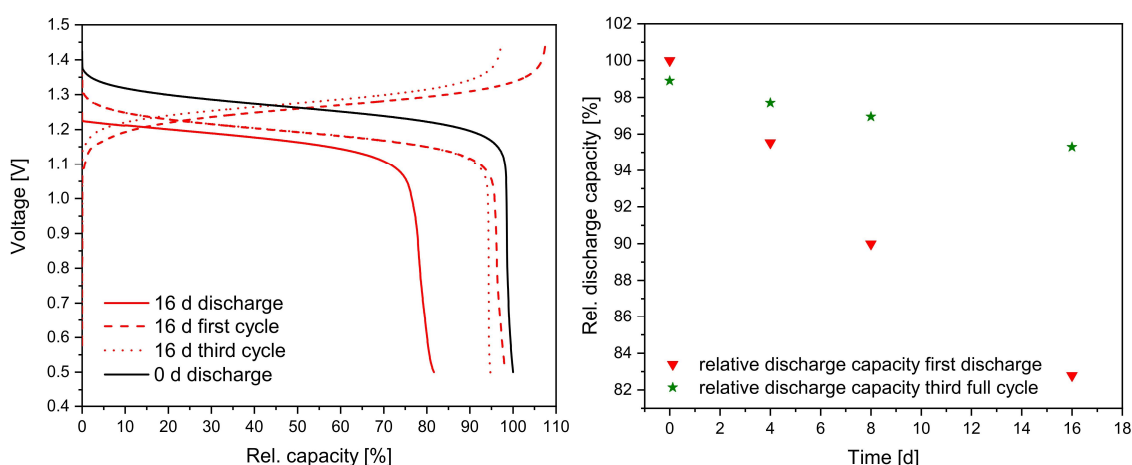 1.5
1.4
1.3
1.2
1.1
1.0
0.9
0.8
0.7
0.6
0.5
0.4
Voltage [V]
16 d discharge
16 d first cycle
16 d third cycle
0 d discharge
0 10 20 30 40 50 60 70 80 90 100 110
Rel. capacity [%]
102
100
98
96
94
92
90
88
86
84
82
Rel. discharge capacity [%]
relative discharge capacity first discharge
relative discharge capacity third full cycle
0 2 4 6 8 10 12 14 16 18
Time [d]